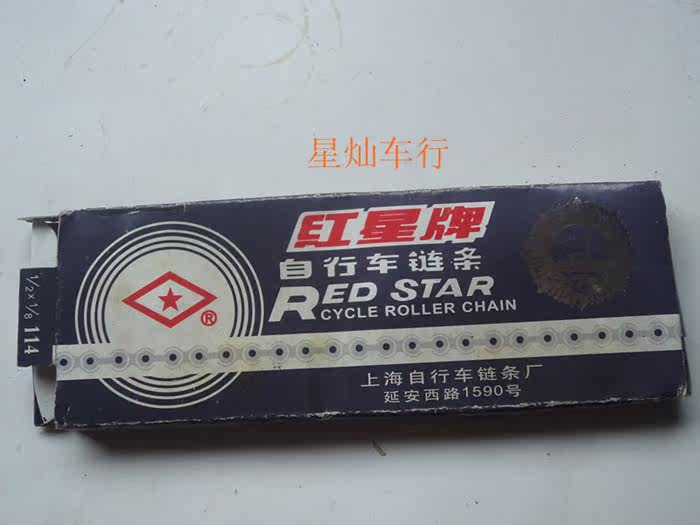 星灿车行
红星牌
自行车链条
RED STAR
CYCLE ROLLER CHAIN
®
1/2×1/8 114
上海自行车链条厂
延安西路1590号